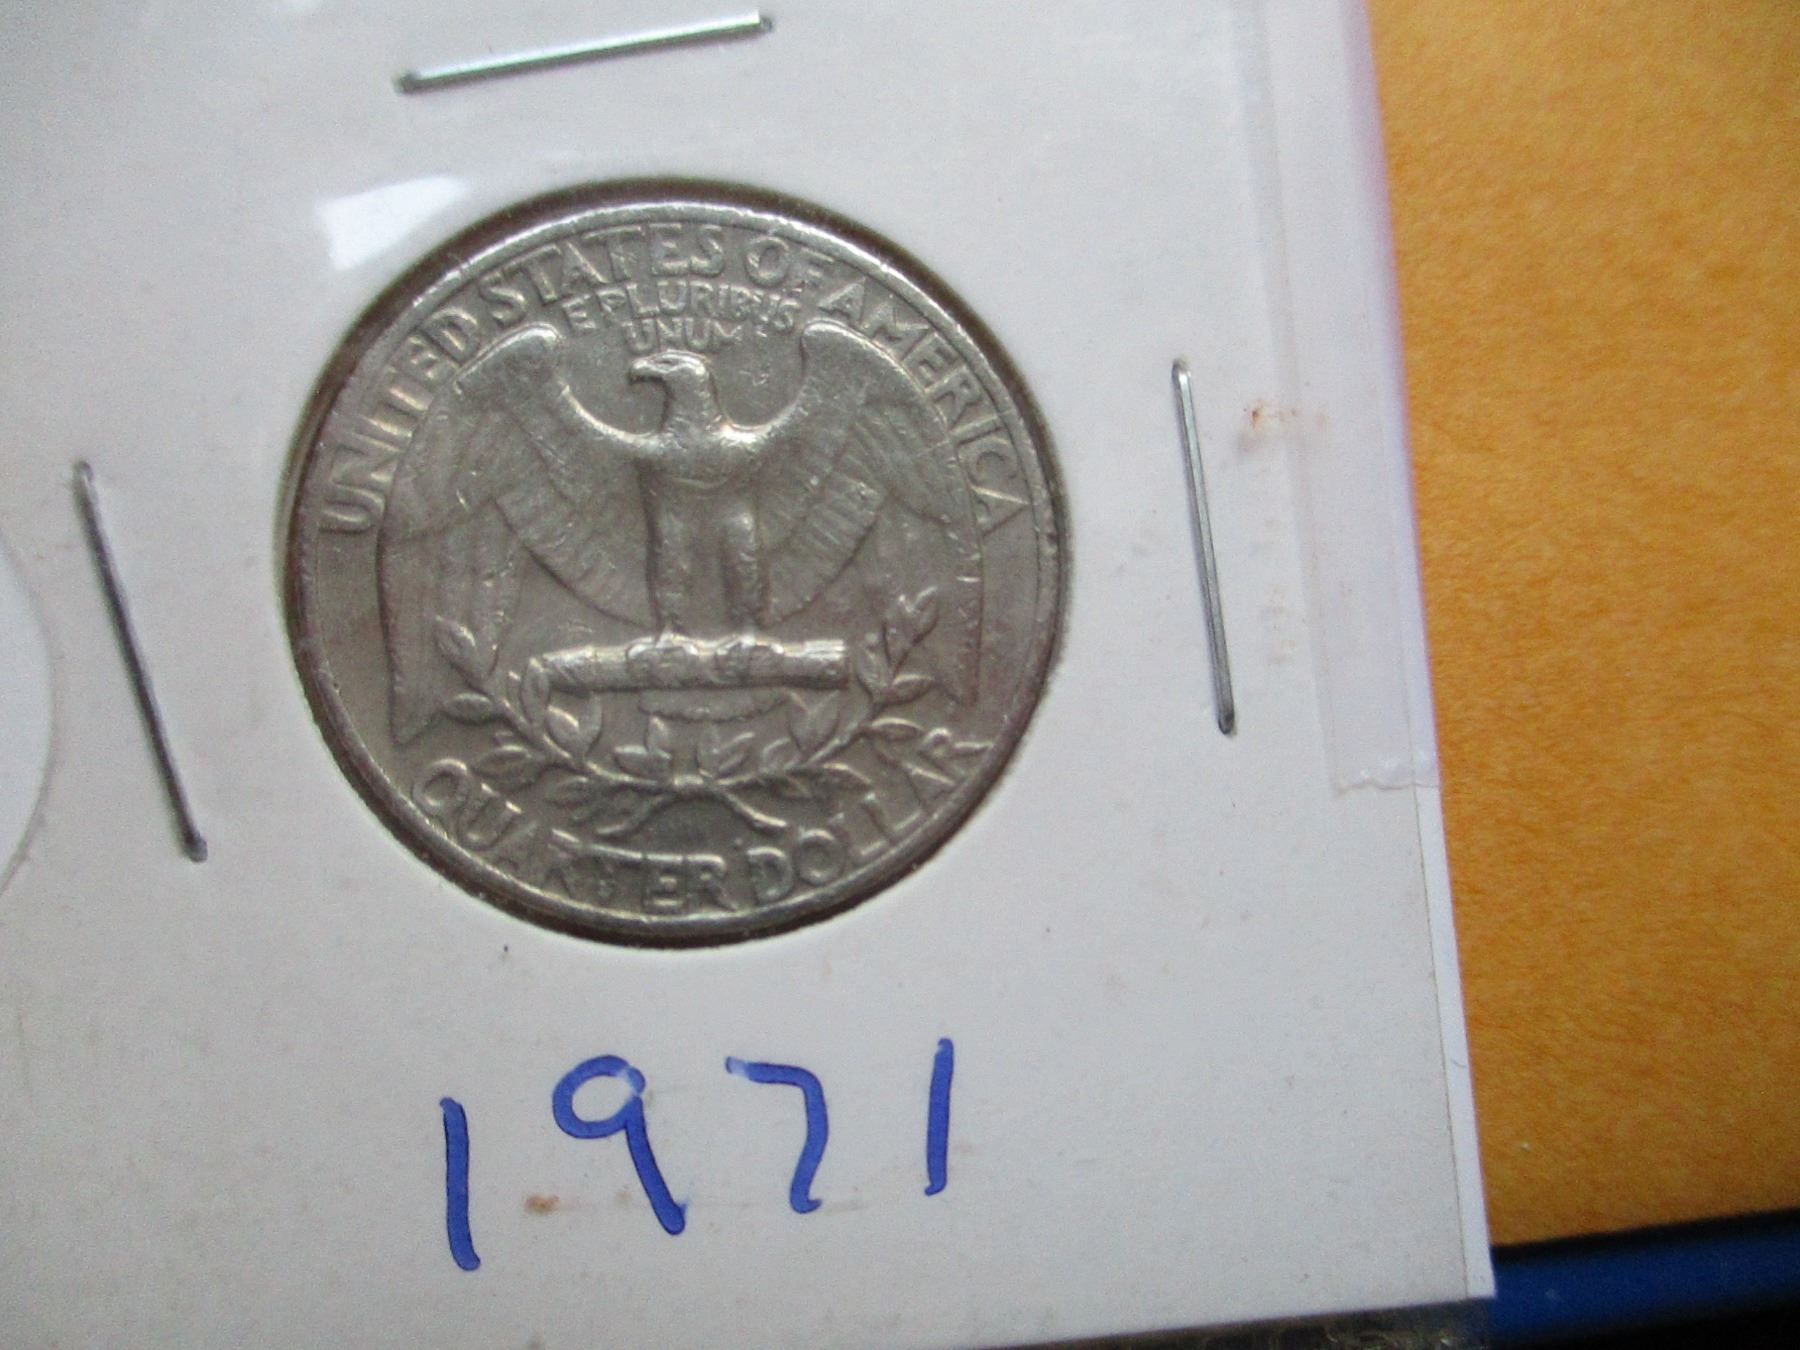 UNITED STATES OF AMERICA
E PLURIBUS
UNUM
QUARTER DOLLAR
1971